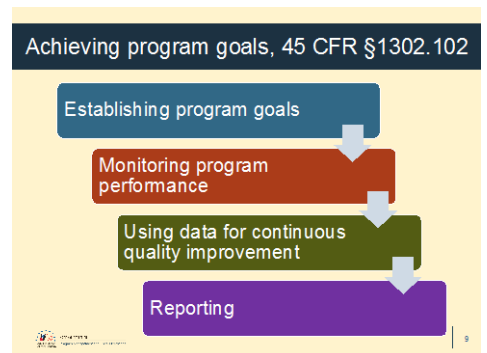 Achieving program goals, 45 CFR §1302.102
Establishing program goals
Monitoring program
performance
Using data for continuous
quality improvement
Reporting
9